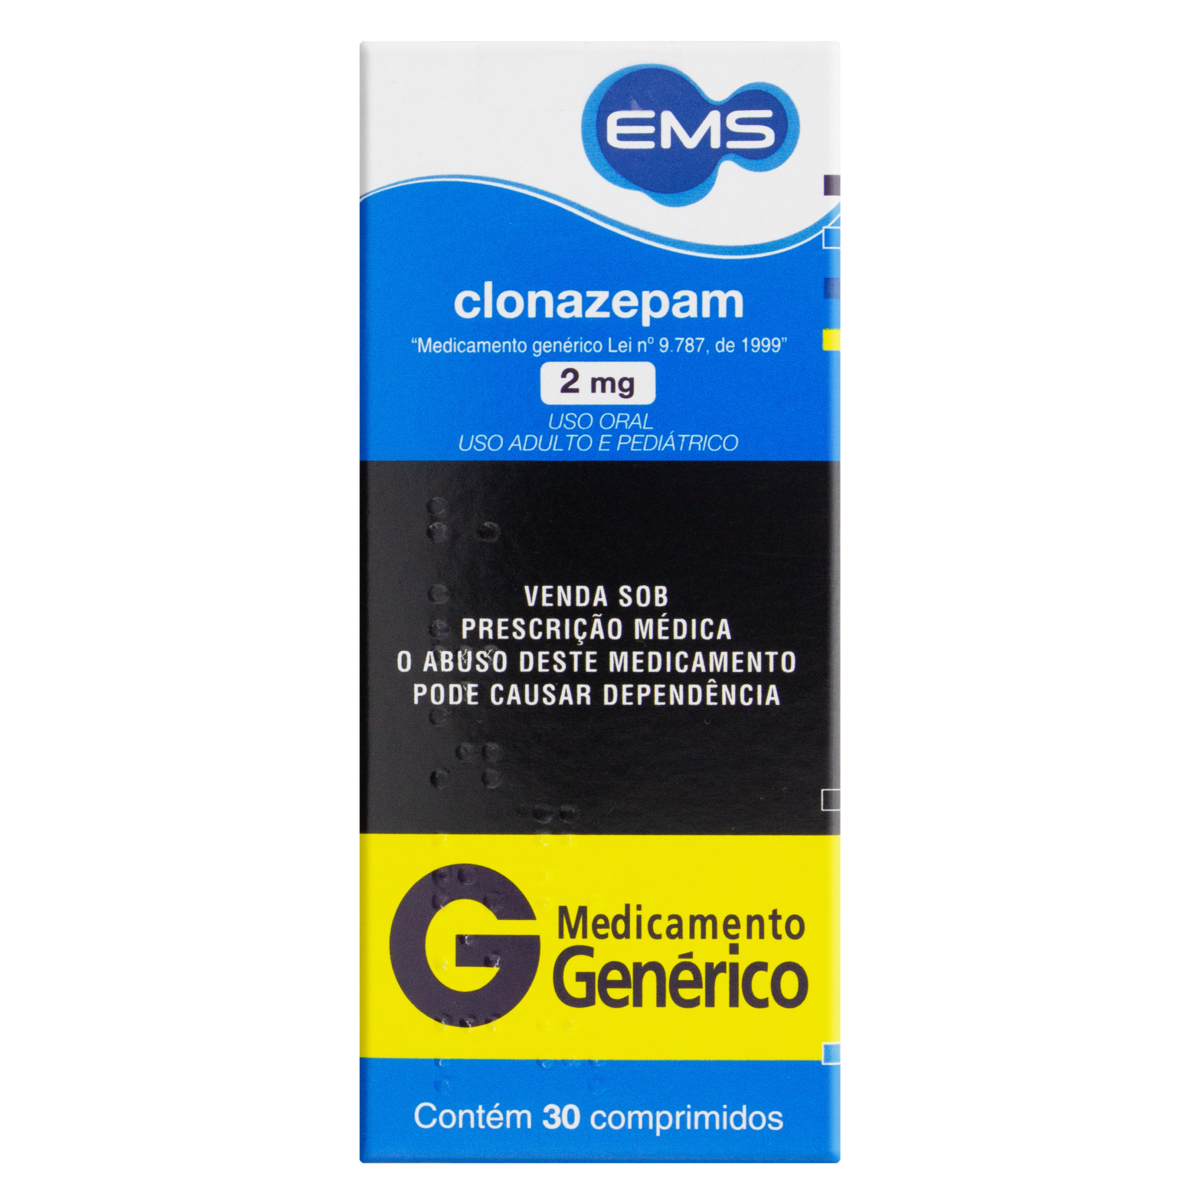 EMS
clonazepam
“Medicamento genérico Lei nº 9.787, de 1999”
2 mg
USO ORAL
USO ADULTO E PEDIÁTRICO
VENDA SOB
PRESCRIÇÃO MÉDICA
O ABUSO DESTE MEDICAMENTO
PODE CAUSAR DEPENDÊNCIA
G Medicamento
Genérico
Contém 30 comprimidos